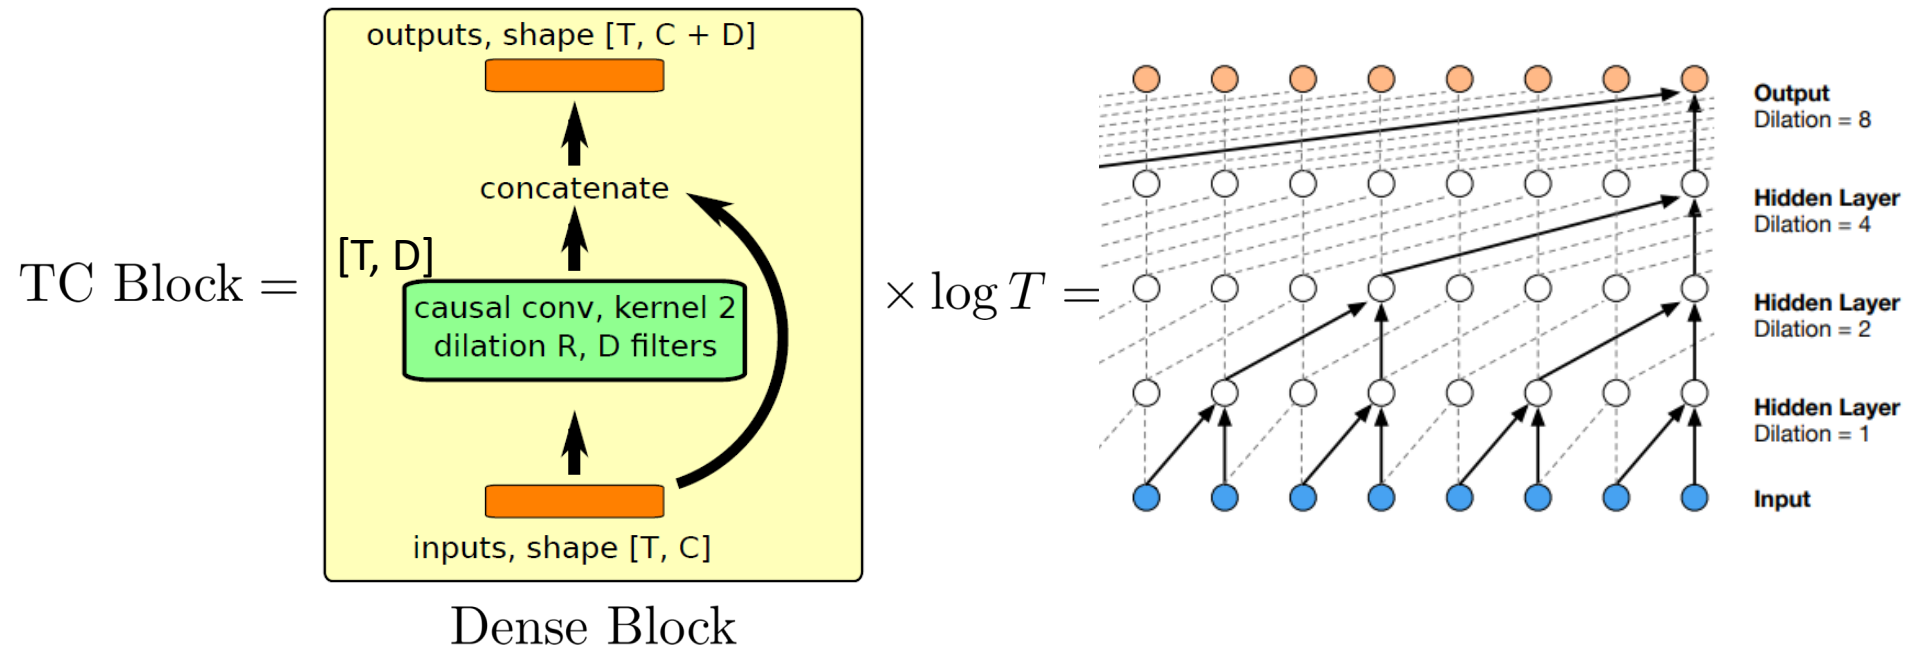 TC Block =
outputs, shape [T, C + D]
concatenate
[T, D]
causal conv, kernel 2
dilation R, D filters
inputs, shape [T, C]
Dense Block
× log T =
Output
Dilation = 8
Hidden Layer
Dilation = 4
Hidden Layer
Dilation = 2
Hidden Layer
Dilation = 1
Input